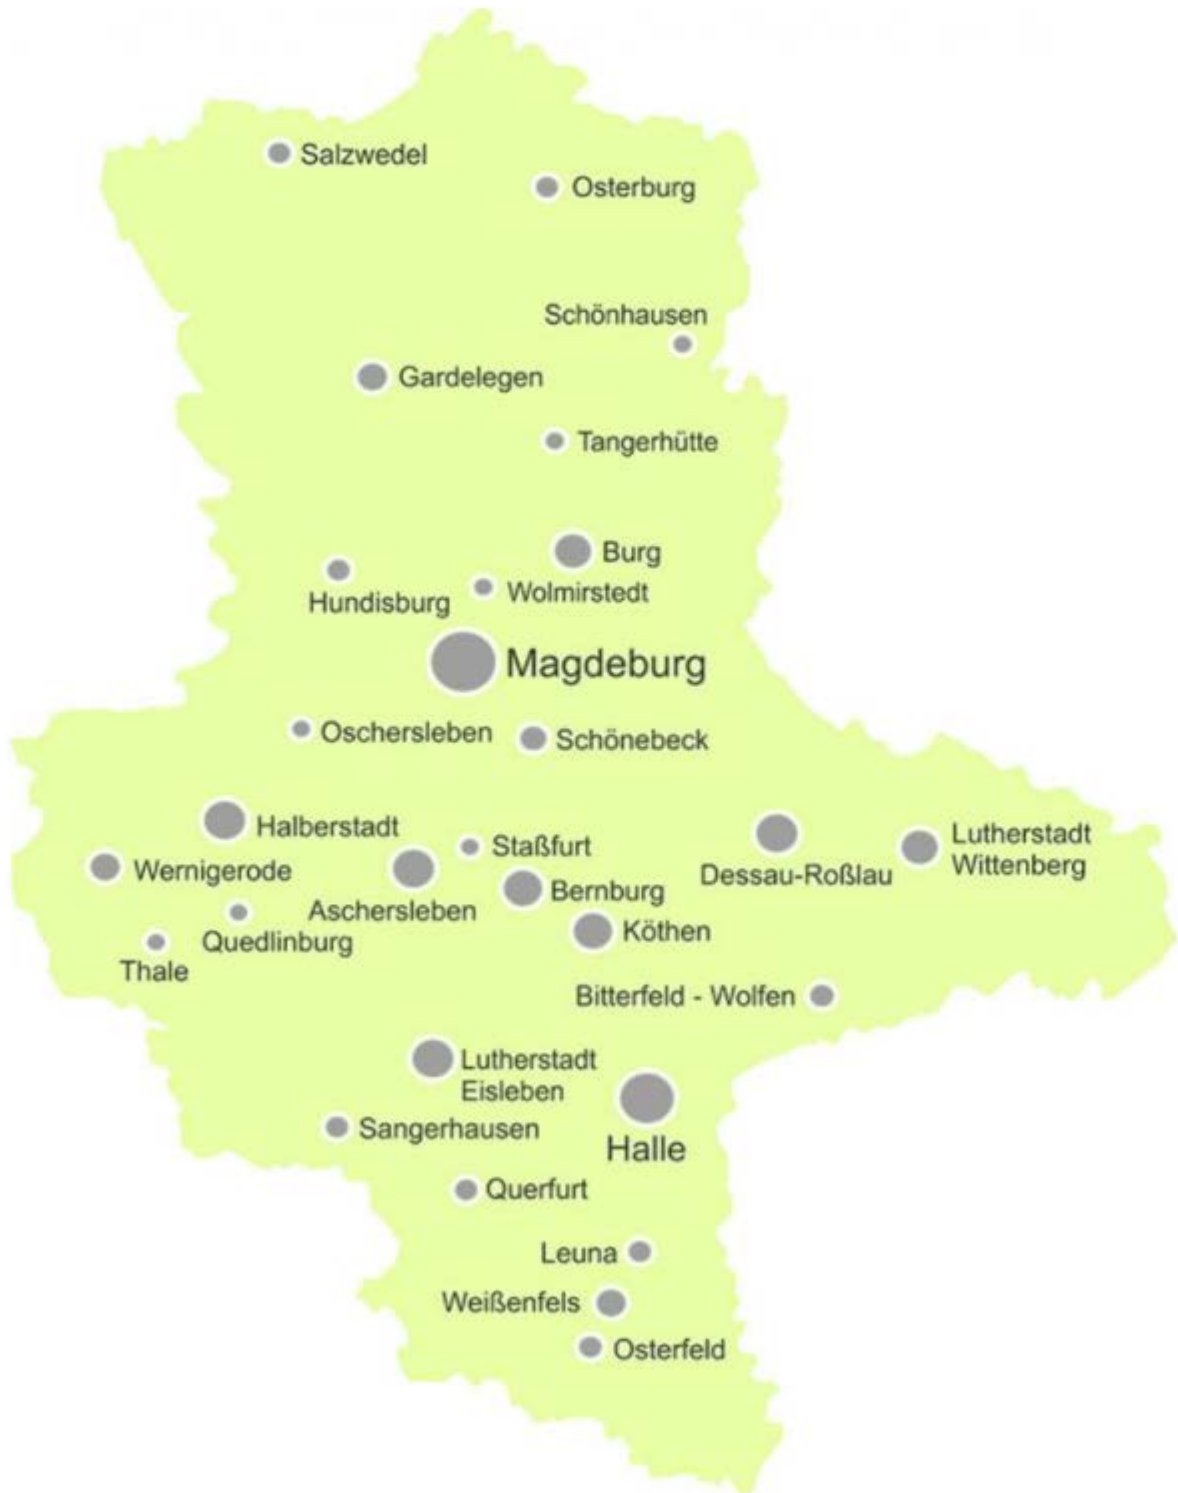 Salzwedel
Osterburg
Schönhausen
Gardelegen
Tangerhütte
Burg
Hundisburg
Wolmirstedt
Magdeburg
Oschersleben
Schönebeck
Halberstadt
Staßfurt
Lutherstadt
Wittenberg
Wernigerode
Dessau-Roßlau
Bernburg
Aschersleben
Köthen
Quedlinburg
Thale
Bitterfeld - Wolfen
Lutherstadt
Eisleben
Sangerhausen
Halle
Querfurt
Leuna
Weißenfels
Osterfeld